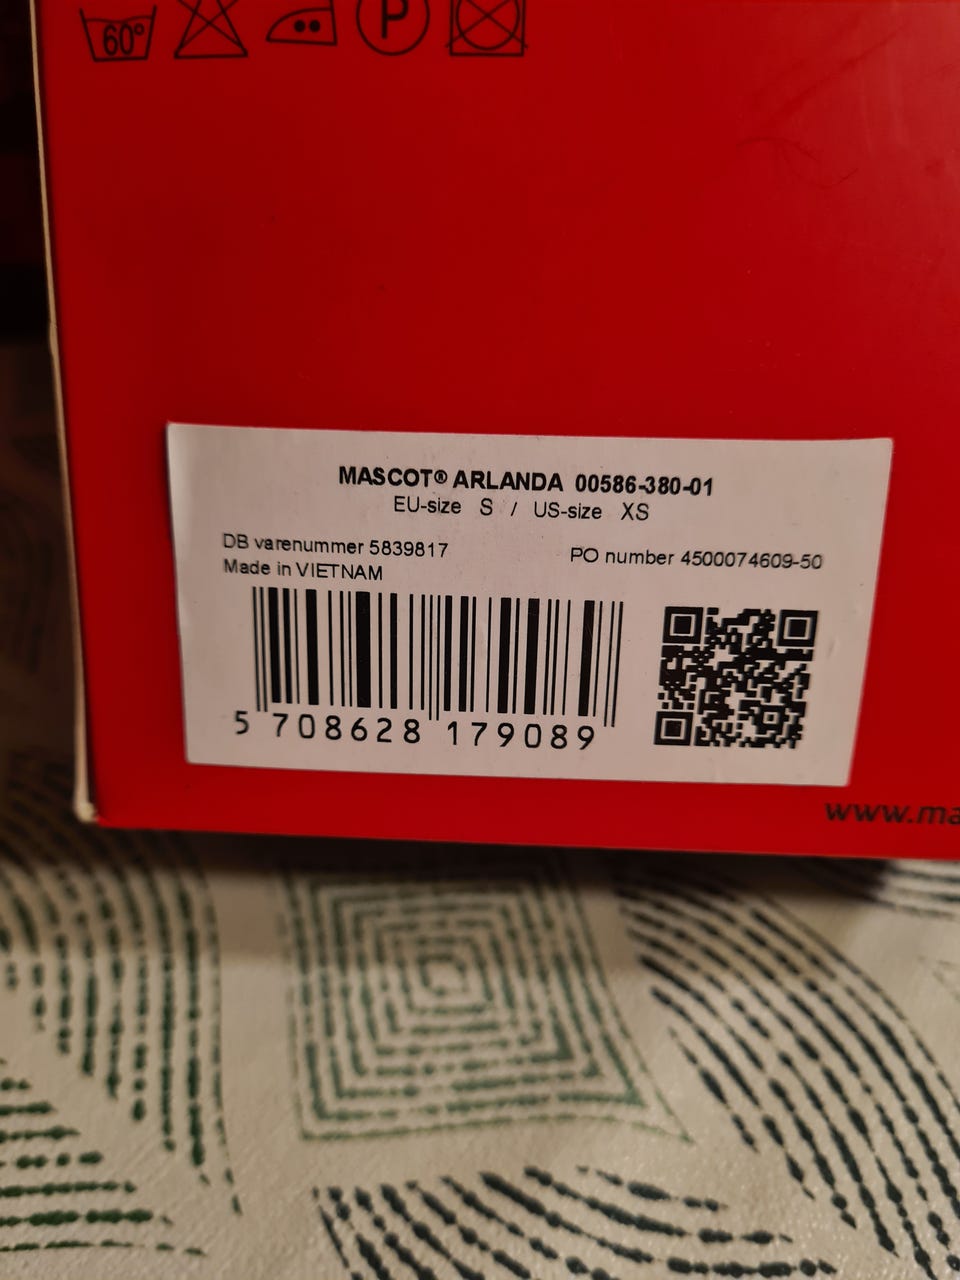 60°
P
MASCOT® ARLANDA 00586-380-01
EU-size S / US-size XS
DB varenummer 5839817
PO number 4500074609-50
Made in VIETNAM
5 708628 179089
www.ma